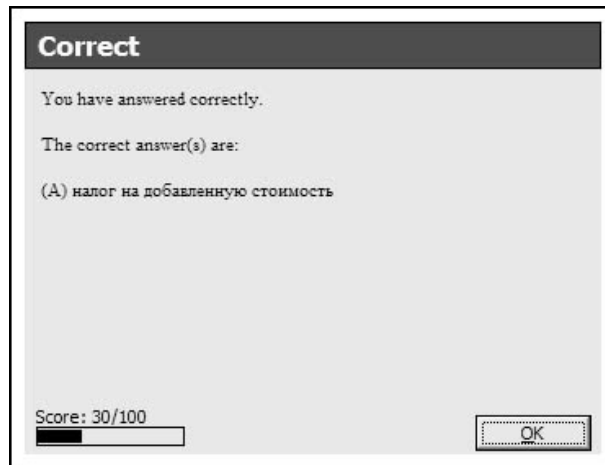 Correct
You have answered correctly.
The correct answer(s) are:
(A) налог на добавленную стоимость
Score: 30/100
OK